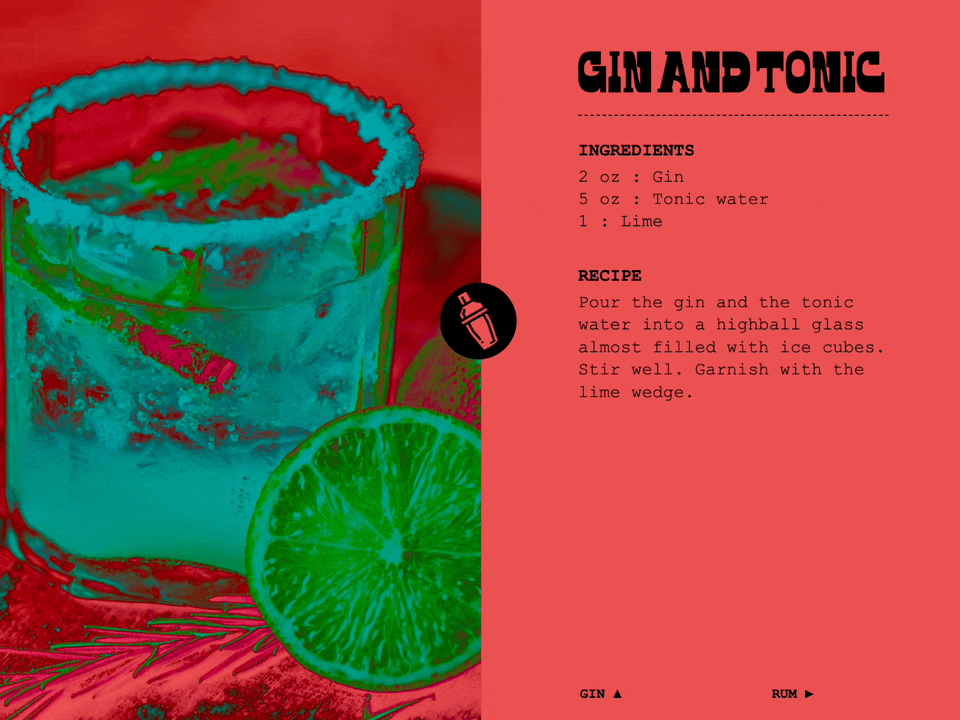 GIN AND TONIC
INGREDIENTS
2 oz : Gin
5 oz : Tonic water
1 : Lime
RECIPE
Pour the gin and the tonic
water into a highball glass
almost filled with ice cubes.
Stir well. Garnish with the
lime wedge.
GIN ▲
RUM ►